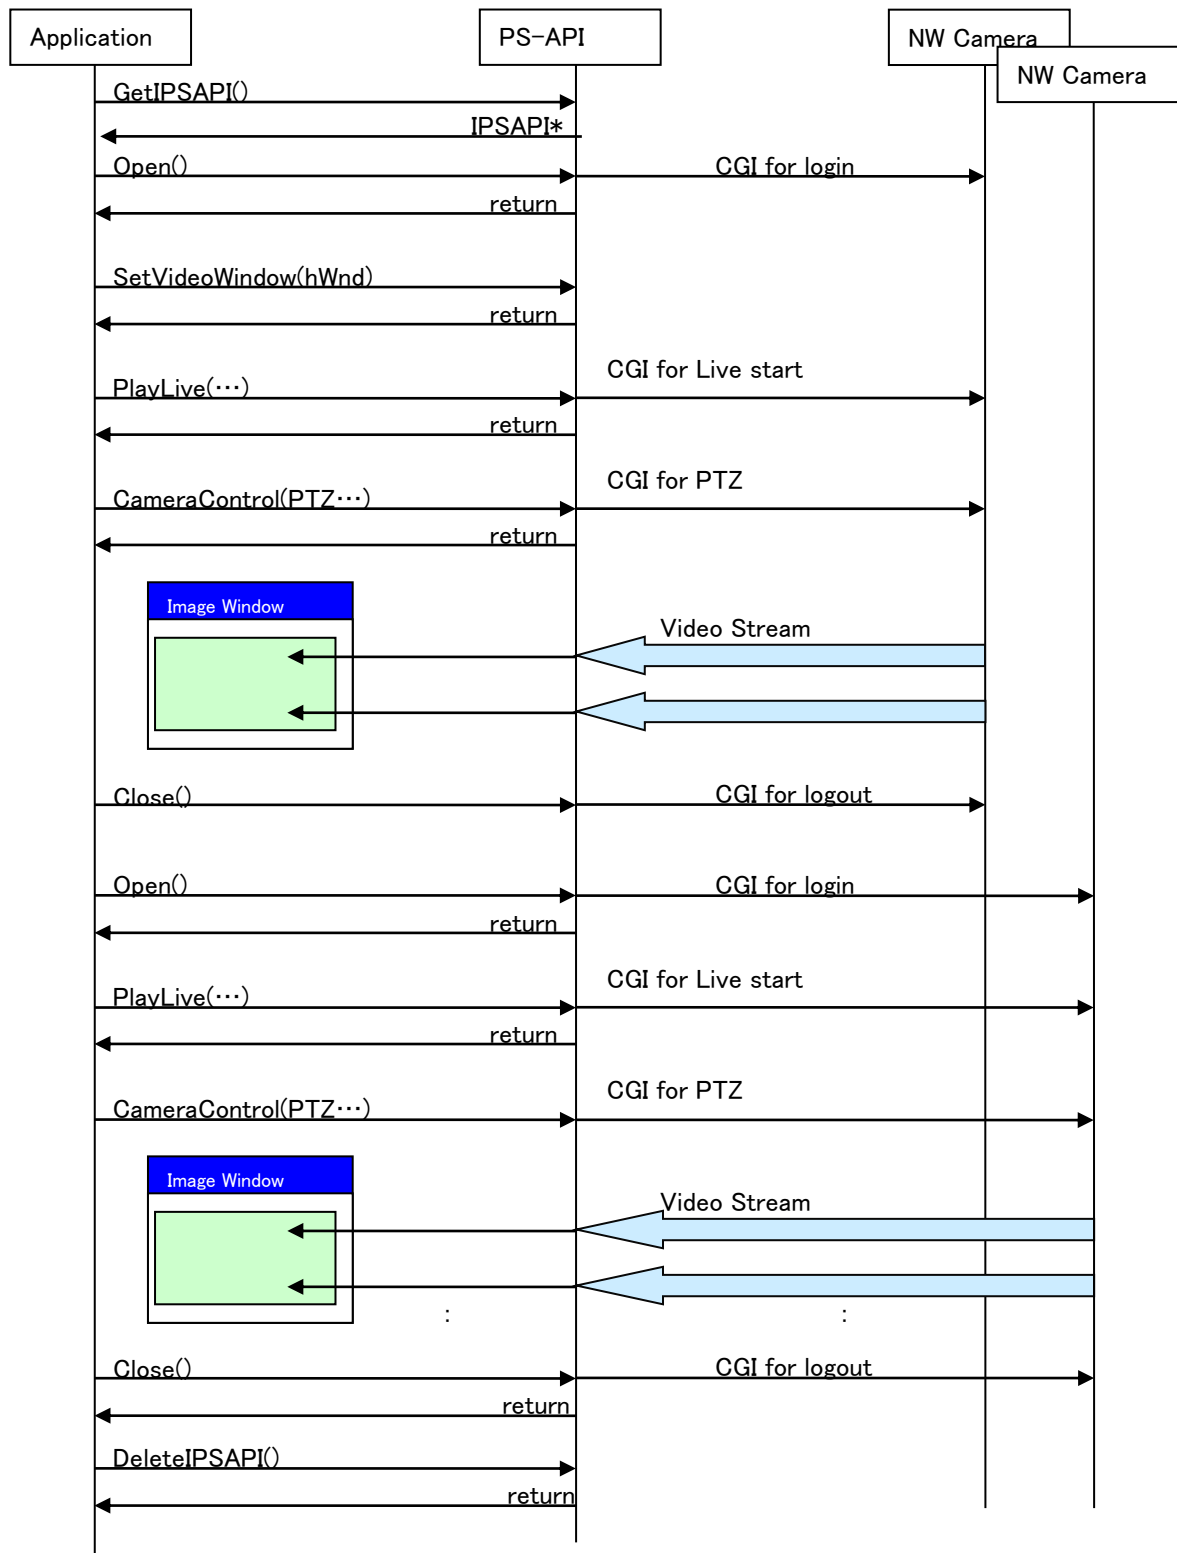 Application
PS-API
NW Camera
NW Camera
GetIPSAPI()
IPSAPI*
Open()
CGI for login
return
SetVideoWindow(hWnd)
return
CGI for Live start
PlayLive(⋯)
return
CGI for PTZ
CameraControl(PTZ⋯)
return
Image Window
Video Stream
Close()
CGI for logout
Open()
CGI for login
return
CGI for Live start
PlayLive(⋯)
return
CGI for PTZ
CameraControl(PTZ⋯)
Image Window
Video Stream
:
:
Close()
CGI for logout
return
DeleteIPSAPI()
return